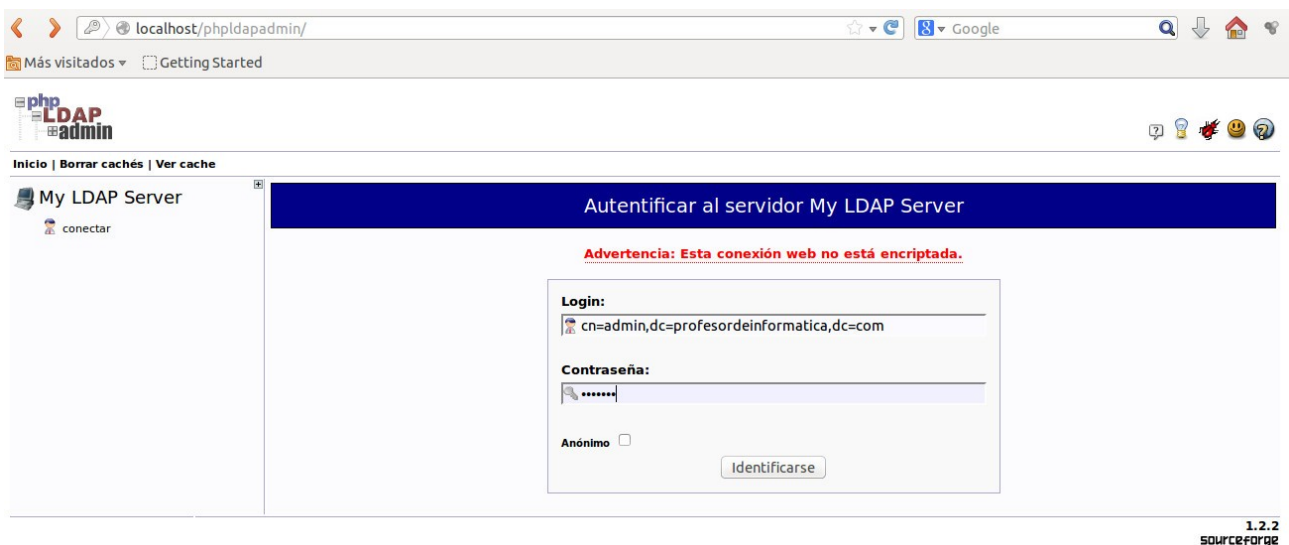 localhost/phpldapadmin/
Google
Más visitados
Getting Started
php
LDAP
admin
Inicio | Borrar cachés | Ver cache
My LDAP Server
conectar
Autentificar al servidor My LDAP Server
Advertencia: Esta conexión web no está encriptada.
Login:
cn=admin,dc=profesordeinformatica,dc=com
Contraseña:
•••••••
Anónimo
Identificarse
1.2.2
sourceforge